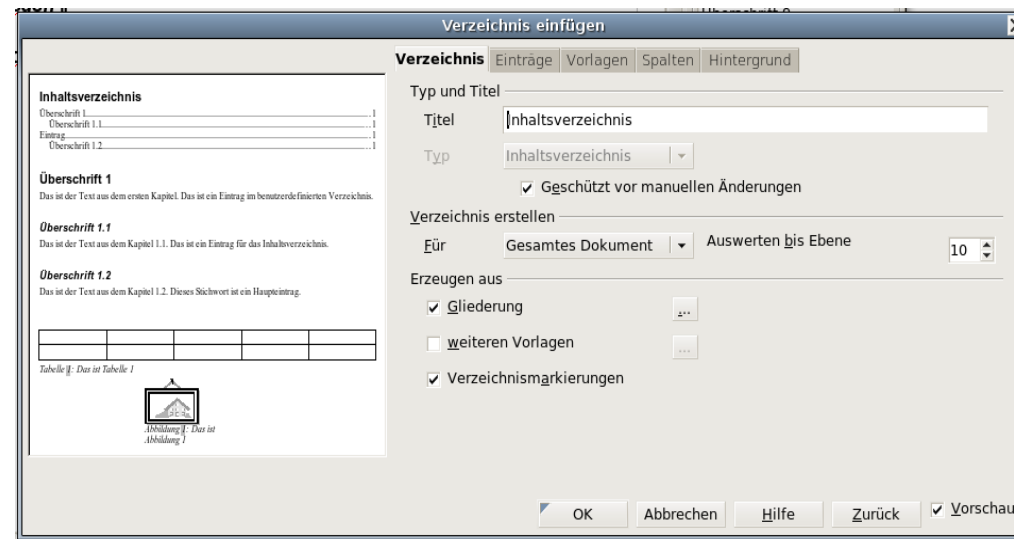 Verzeichnis einfügen
Verzeichnis Einträge Vorlagen Spalten Hintergrund
Inhaltsverzeichnis
Überschrift 1 1
Überschrift 1.1 1
Eintrag 1
Überschrift 1.2 1
Überschrift 1
Das ist der Text aus dem ersten Kapitel. Das ist ein Eintrag im benutzerdefinierten Verzeichnis.
Überschrift 1.1
Das ist der Text aus dem Kapitel 1.1. Das ist ein Eintrag für das Inhaltsverzeichnis.
Überschrift 1.2
Das ist der Text aus dem Kapitel 1.2. Dieses Stichwort ist ein Haupteintrag.
Tabelle 1: Das ist Tabelle 1
Abbildung 1: Das ist
Abbildung 1
Typ und Titel
Titel Inhaltsverzeichnis
Typ Inhaltsverzeichnis
Geschützt vor manuellen Änderungen
Verzeichnis erstellen
Für Gesamtes Dokument Auswerten bis Ebene 10
Erzeugen aus
Gliederung ...
weiteren Vorlagen ...
Verzeichnismarkierungen
OK Abbrechen Hilfe Zurück Vorschau